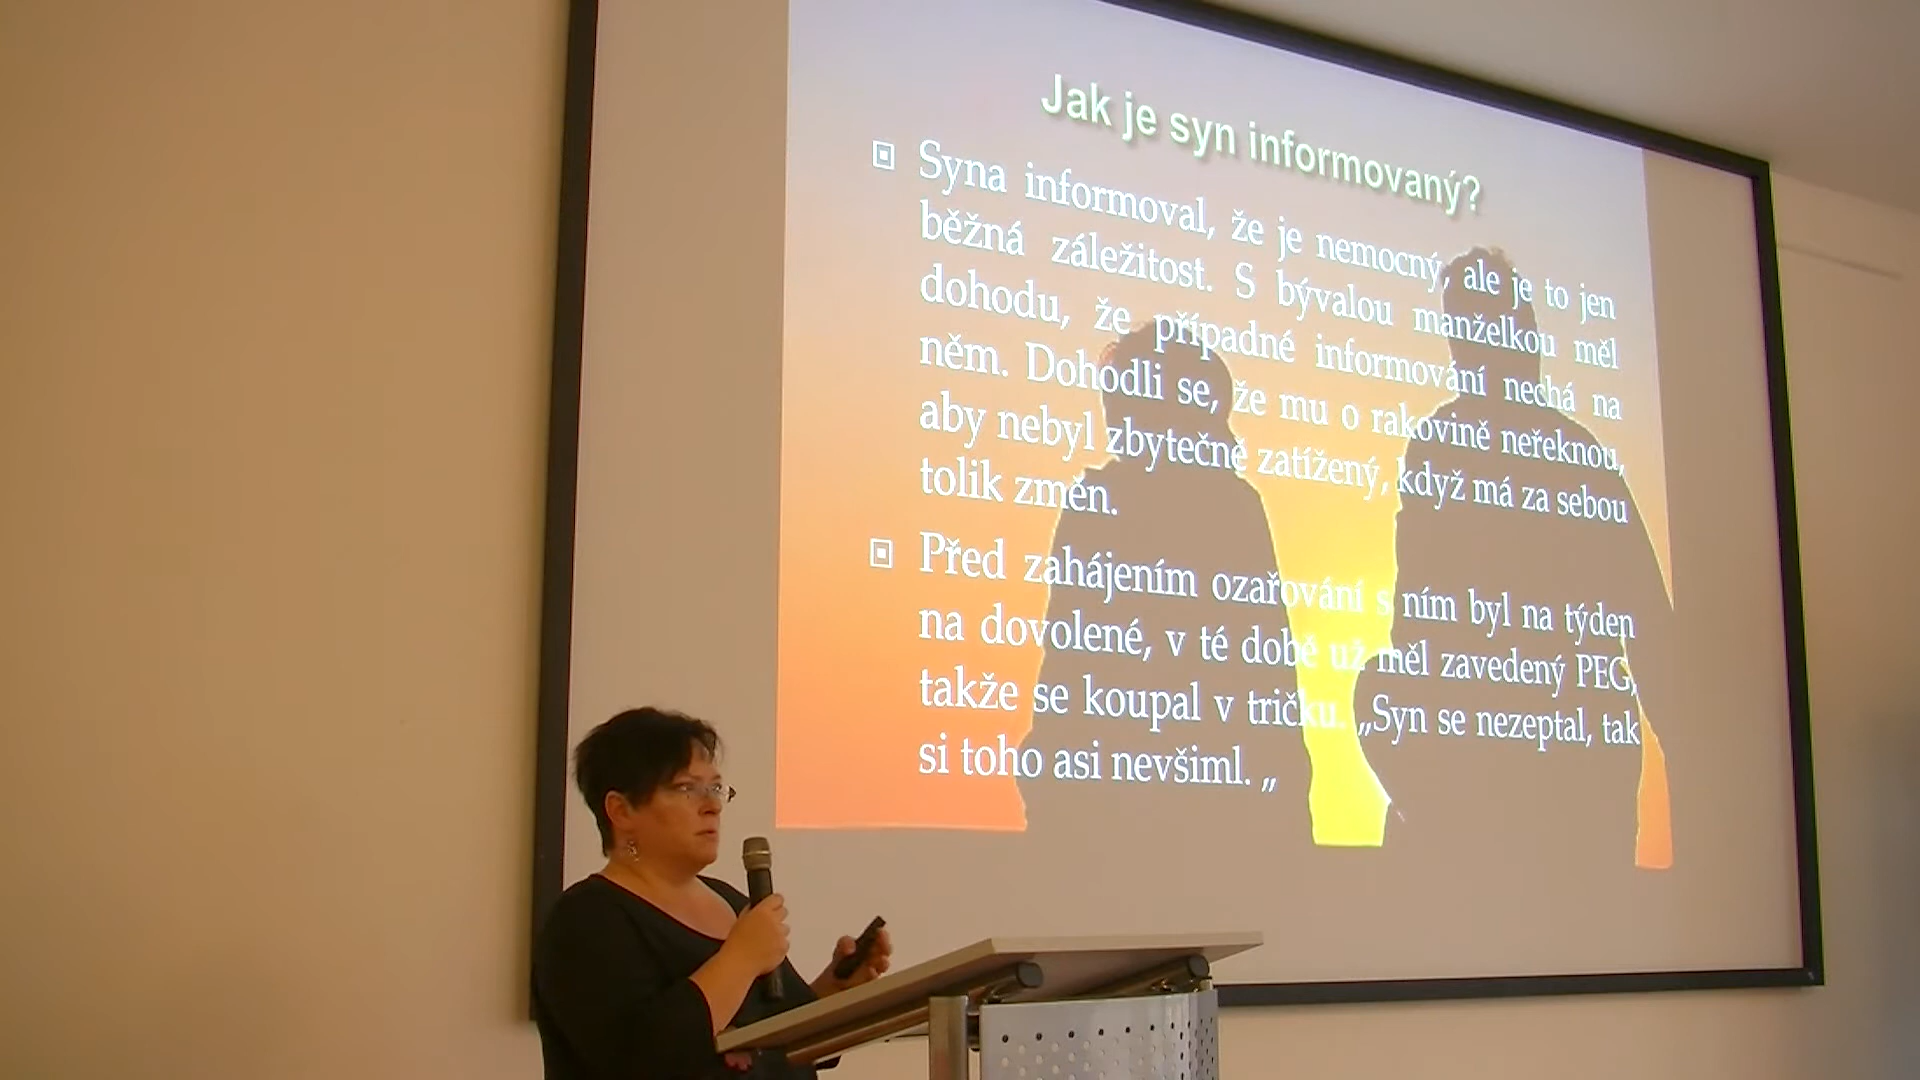 Jak je syn informovaný?
Syna informoval, že je nemocný, ale je to jen
běžná záležitost. S bývalou manželkou měl
dohodu, že případné informování nechá na
něm. Dohodli se, že mu o rakovině neřeknou,
aby nebyl zbytečně zatížený, když má za sebou
tolik změn.
Před zahájením ozařování s ním byl na týden
na dovolené, v té době už měl zavedený PEG,
takže se koupal v tričku. „Syn se nezeptal, tak
si toho asi nevšiml. „